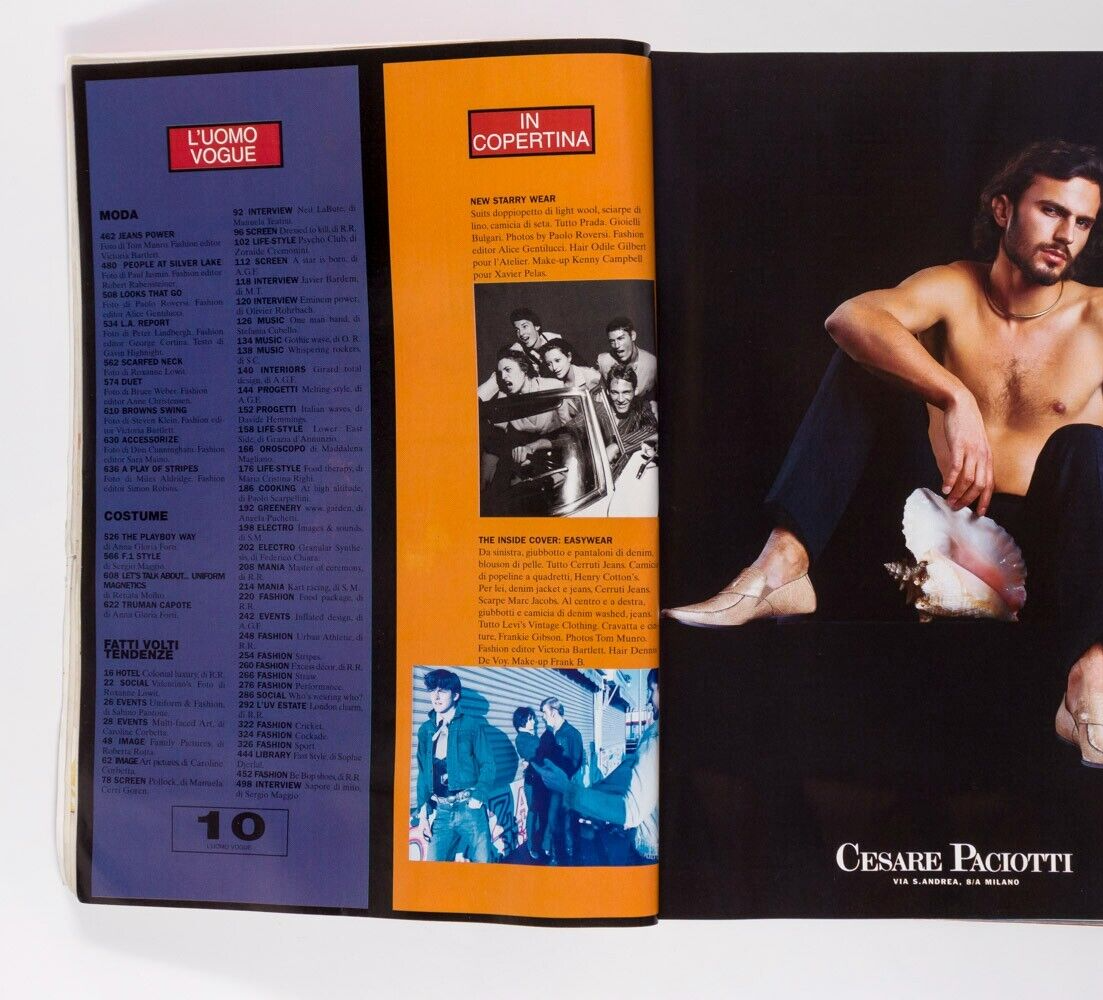 L'UOMO
VOGUE
MODA
462 JEANS POWER
Foto di Tom Munro. Fashion editor
Victoria Bartlett.
480 PEOPLE AT SILVER LAKE
Foto di Paul Jasmin. Fashion editor
Robert Rabensteiner.
508 LOOKS THAT GO
Foto di Paolo Roversi. Fashion
editor Alice Gentilucci.
534 L.A. REPORT
Foto di Peter Lindbergh. Fashion
editor George Cortina. Testo di
Gavin Highnight.
562 SCARFED NECK
Foto di Roxanne Lowit.
574 DUET
Foto di Bruce Weber. Fashion
editor Anne Christensen.
610 BROWNS SWING
Foto di Steven Klein. Fashion edi-
tor Victoria Bartlett.
630 ACCESSORIZE
Foto di Don Cunningham. Fashion
editor Sara Maino.
636 A PLAY OF STRIPES
Foto di Miles Aldridge. Fashion
editor Simon Robins.
COSTUME
526 THE PLAYBOY WAY
di Anna Gloria Forti.
566 F.1 STYLE
di Sergio Maggio.
608 LET'S TALK ABOUT... UNIFORM
MAGNETICS
di Renata Molho.
622 TRUMAN CAPOTE
di Anna Gloria Forti.
FATTI VOLTI
TENDENZE
16 HOTEL Colonial luxury, di R.R.
22 SOCIAL Valentino's. Foto di
Roxanne Lowit.
26 EVENTS Uniform & Fashion,
di Sabino Pantone.
28 EVENTS Multi-faced Art, di
Caroline Corbetta.
48 IMAGE Family Pictures, di
Roberta Rotta.
62 IMAGE Art pictures, di Caroline
Corbetta.
78 SCREEN Pollock, di Manuela
Cerri Goren.
92 INTERVIEW Neil LaBute, di
Manuela Teatini.
96 SCREEN Dressed to kill, di R.R.
102 LIFE-STYLE Psycho Club, di
Zoraide Cremonini.
112 SCREEN A star is born, di
A.G.F.
118 INTERVIEW Javier Bardem,
di M.T.
120 INTERVIEW Eminem power,
di Olivier Rohrbach.
126 MUSIC One man band, di
Stefania Cubello.
134 MUSIC Gothic wave, di O. R.
138 MUSIC Whispering rockers,
di S.C.
140 INTERIORS Girard total
design, di A.G.F.
144 PROGETTI Melting-style, di
A.G.F.
152 PROGETTI Italian waves, di
Davide Hemmings.
158 LIFE-STYLE Lower East
Side, di Grazia d'Annunzio.
166 OROSCOPO di Maddalena
Magliano.
176 LIFE-STYLE Food therapy, di
Maria Cristina Righi.
186 COOKING At high altitude,
di Paolo Scarpellini.
192 GREENERY www. garden, di
Angela Puchetti.
198 ELECTRO Images & sounds,
di S.M.
202 ELECTRO Granular Synthe-
sis, di Federico Chiara.
208 MANIA Master of ceremony,
di R.R.
214 MANIA Kart racing, di S. M.
220 FASHION Food package, di
R.R.
242 EVENTS Inflated design, di
A.G.F.
248 FASHION Urban Athletic, di
R.R.
254 FASHION Stripes.
260 FASHION Excess décor, di R.R.
266 FASHION Straw.
276 FASHION Performance.
286 SOCIAL Who's wearing who?
292 L'UV ESTATE London charm,
di R.R.
322 FASHION Cricket.
324 FASHION Cockade.
326 FASHION Sport.
444 LIBRARY East Style, di Sophie
Djerlal.
452 FASHION Be Bop shoes, di R.R.
498 INTERVIEW Sapore di mito,
di Sergio Maggio
10
L'UOMO VOGUE
IN
COPERTINA
NEW STARRY WEAR
Suits doppiopetto di light wool, sciarpe di
lino, camicia di seta. Tutto Prada. Gioielli
Bulgari. Photos by Paolo Roversi. Fashion
editor Alice Gentilucci. Hair Odile Gilbert
pour l'Atelier. Make-up Kenny Campbell
pour Xavier Pelas.
THE INSIDE COVER: EASYWEAR
Da sinistra, giubbotto e pantaloni di denim,
blouson di pelle. Tutto Cerruti Jeans. Camicia
di popeline a quadretti, Henry Cotton's.
Per lei, denim jacket e jeans, Cerruti Jeans.
Scarpe Marc Jacobs. Al centro e a destra,
giubbotti e camicia di denim washed, jeans.
Tutto Levi's Vintage Clothing. Cravatta e cin-
ture, Frankie Gibson. Photos Tom Munro.
Fashion editor Victoria Bartlett. Hair Dennis
De Voy. Make-up Frank B.
CESARE PACIOTTI
VIA S.ANDREA, 8/A MILANO